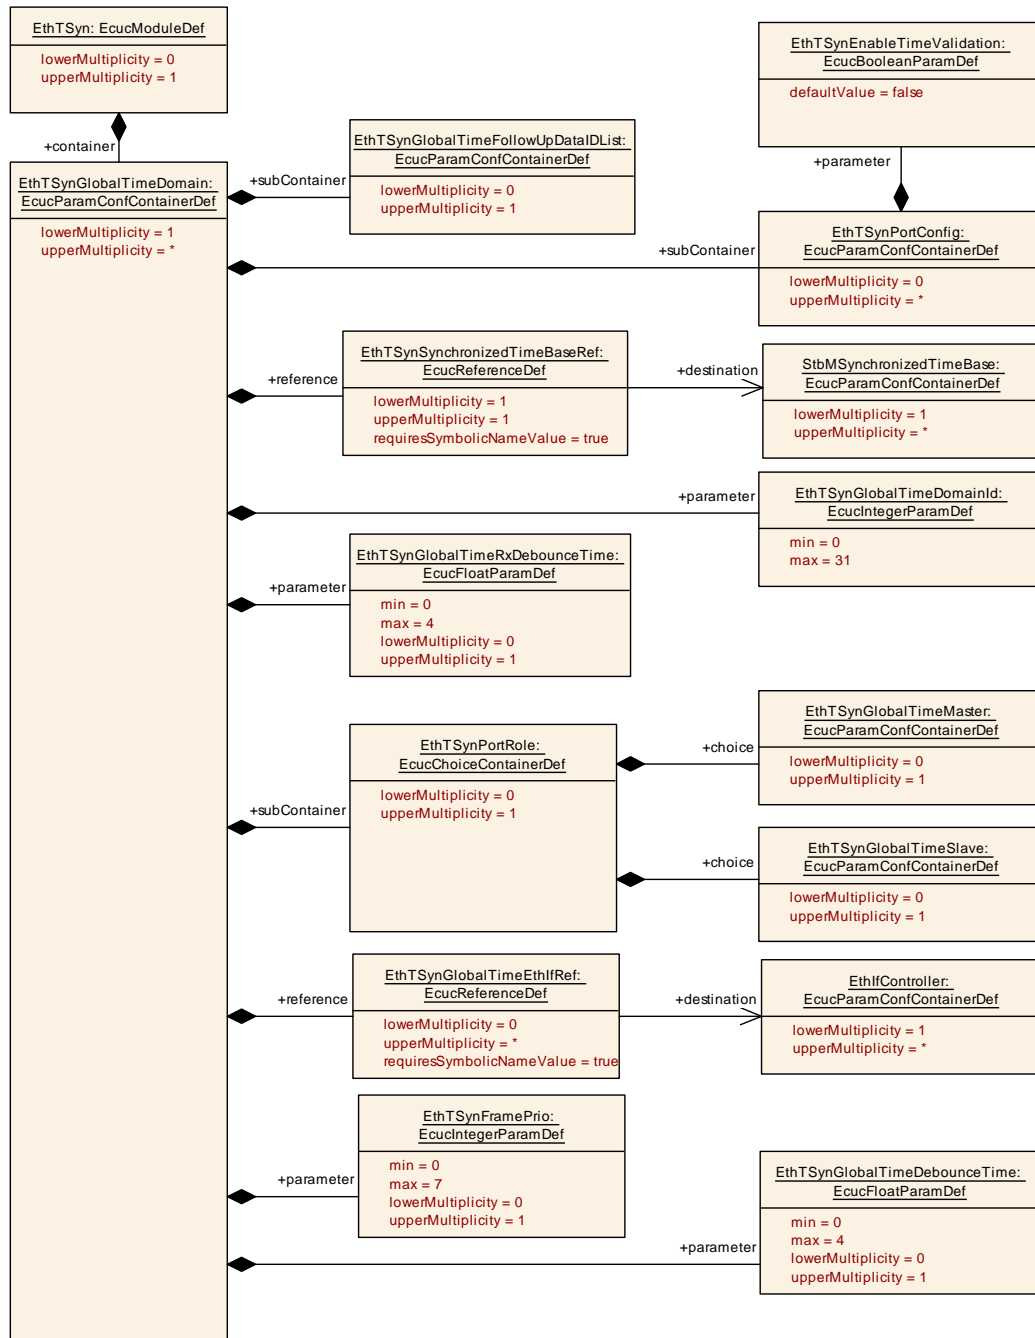 EthTSyn: EcucModuleDef
lowerMultiplicity = 0
upperMultiplicity = 1
EthTSynEnableTimeValidation:
EcucBooleanParamDef
defaultValue = false
+container
+parameter
EthTSynGlobalTimeFollowUpDataIDList:
EcucParamConfContainerDef
lowerMultiplicity = 0
upperMultiplicity = 1
+subContainer
EthTSynGlobalTimeDomain:
EcucParamConfContainerDef
lowerMultiplicity = 1
upperMultiplicity = *
+subContainer
EthTSynPortConfig:
EcucParamConfContainerDef
lowerMultiplicity = 0
upperMultiplicity = *
+reference
EthTSynSynchronizedTimeBaseRef:
EcucReferenceDef
lowerMultiplicity = 1
upperMultiplicity = 1
requiresSymbolicNameValue = true
+destination
StbMSynchronizedTimeBase:
EcucParamConfContainerDef
lowerMultiplicity = 1
upperMultiplicity = *
+parameter
EthTSynGlobalTimeDomainId:
EcucIntegerParamDef
min = 0
max = 31
+parameter
EthTSynGlobalTimeRxDebounceTime:
EcucFloatParamDef
min = 0
max = 4
lowerMultiplicity = 0
upperMultiplicity = 1
+subContainer
EthTSynPortRole:
EcucChoiceContainerDef
lowerMultiplicity = 0
upperMultiplicity = 1
+choice
EthTSynGlobalTimeMaster:
EcucParamConfContainerDef
lowerMultiplicity = 0
upperMultiplicity = 1
+choice
EthTSynGlobalTimeSlave:
EcucParamConfContainerDef
lowerMultiplicity = 0
upperMultiplicity = 1
+reference
EthTSynGlobalTimeEthIfRef:
EcucReferenceDef
lowerMultiplicity = 0
upperMultiplicity = *
requiresSymbolicNameValue = true
+destination
EthIfController:
EcucParamConfContainerDef
lowerMultiplicity = 1
upperMultiplicity = *
+parameter
EthTSynFramePrio:
EcucIntegerParamDef
min = 0
max = 7
lowerMultiplicity = 0
upperMultiplicity = 1
+parameter
EthTSynGlobalTimeDebounceTime:
EcucFloatParamDef
min = 0
max = 4
lowerMultiplicity = 0
upperMultiplicity = 1